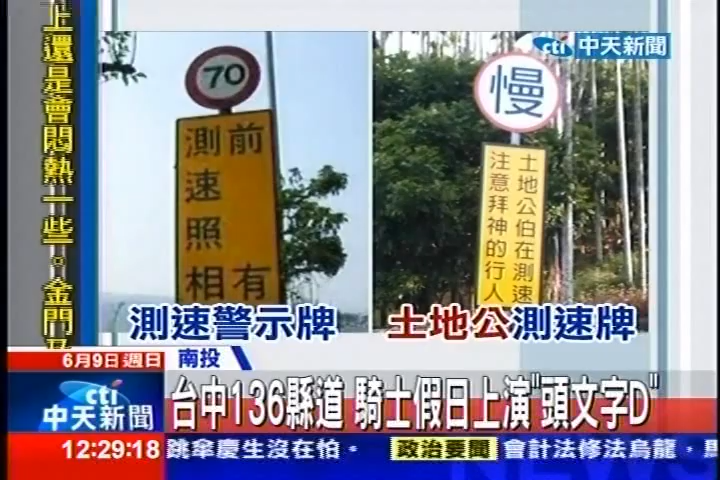 上還是會悶熱一些。金門
cti 中天新聞
70
前有
測速照相
慢
土地公伯在測速
注意拜神的行人
測速警示牌
土地公測速牌
6月9日週日
南投
cti
中天新聞
台中136縣道 騎士假日上演"頭文字D"
12:29:18
跳傘慶生沒在怕。
政治要聞
會計法修法烏龍，
NEWS